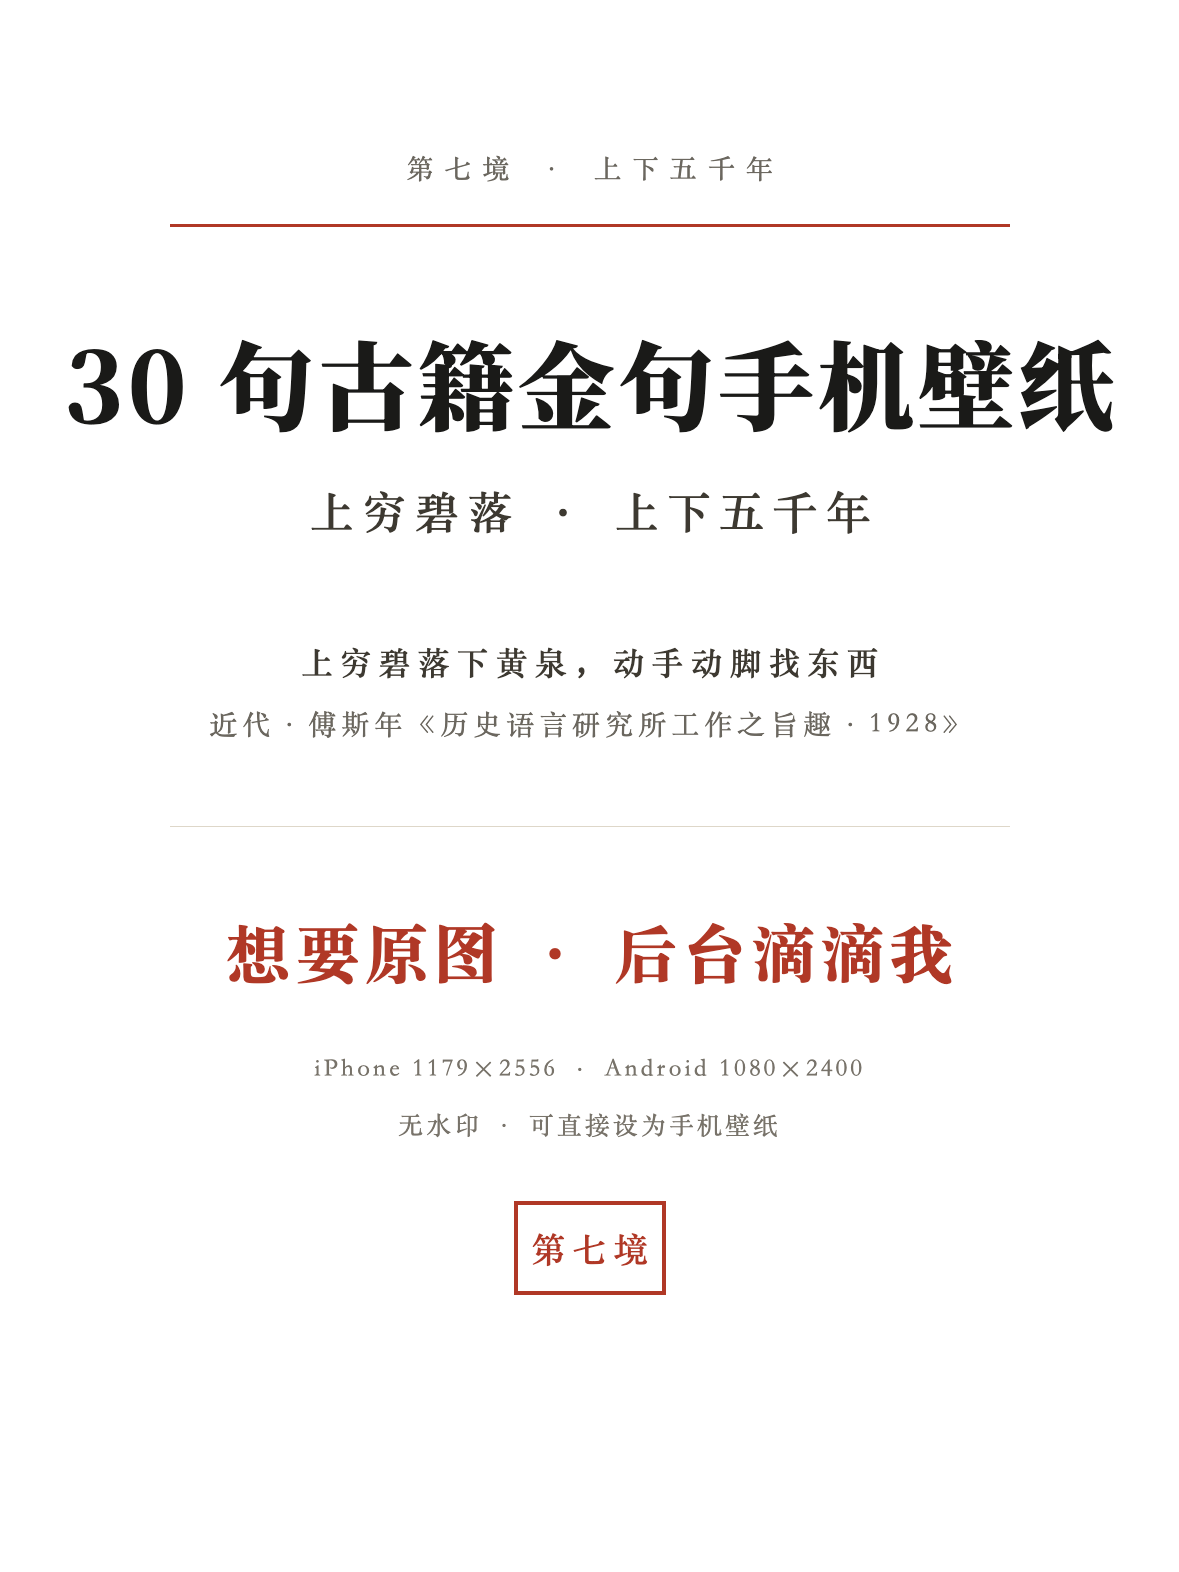 第七境 · 上下五千年
30 句古籍金句手机壁纸
上穷碧落 · 上下五千年
上穷碧落下黄泉，动手动脚找东西
近代 · 傅斯年《历史语言研究所工作之旨趣 · 1928》
想要原图 · 后台滴滴我
iPhone 1179×2556 · Android 1080×2400
无水印 · 可直接设为手机壁纸
第七境